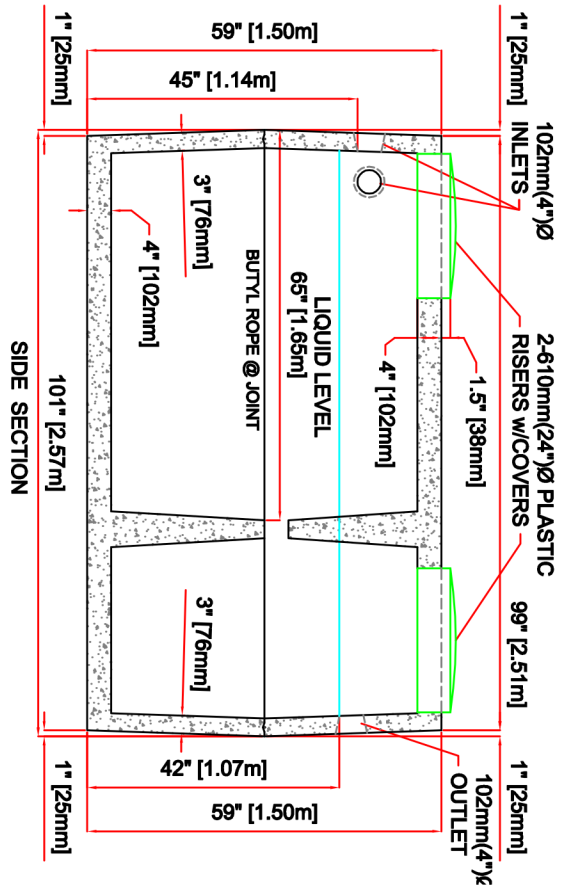 102mm(4")Ø
INLETS
2-610mm(24")Ø PLASTIC
RISERS w/COVERS
1" [25mm]
99" [2.51m]
1" [25mm]
102mm(4")Ø
OUTLET
1.5" [38mm]
4" [102mm]
59" [1.50m]
45" [1.14m]
LIQUID LEVEL
65" [1.65m]
BUTYL ROPE @ JOINT
3" [76mm]
3" [76mm]
4" [102mm]
42" [1.07m]
59" [1.50m]
1" [25mm]
101" [2.57m]
1" [25mm]
SIDE SECTION